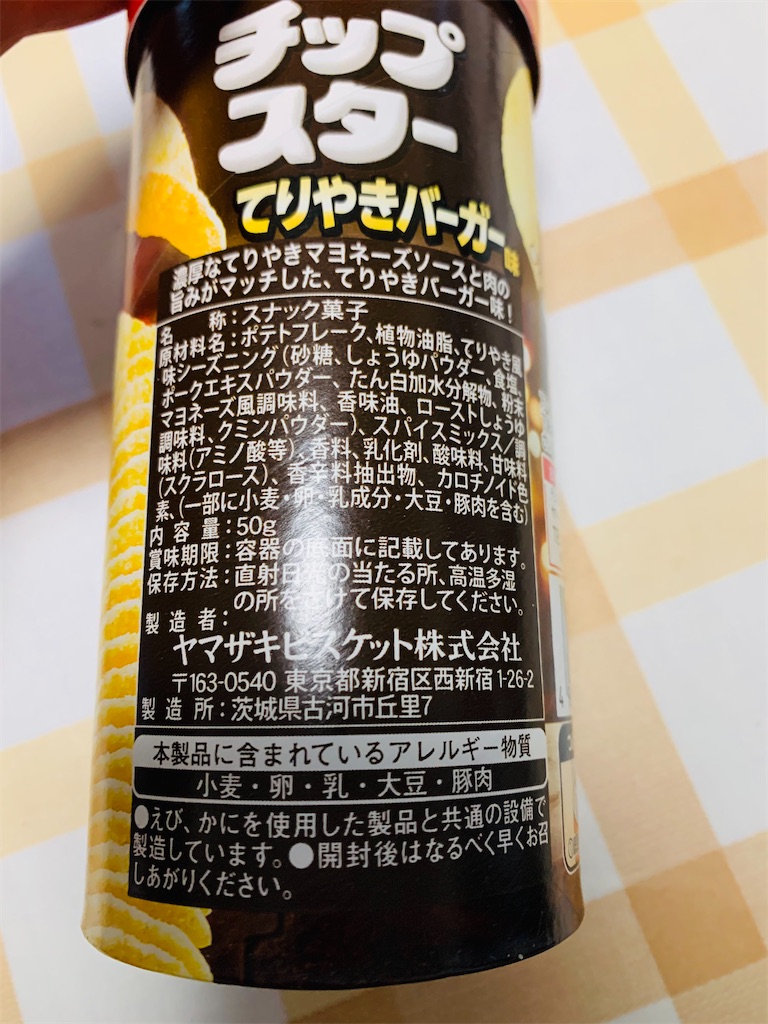 チップ
スター
てりやきバーガー味
濃厚なてりやきマヨネーズソースと肉の
旨みがマッチした、てりやきバーガー味!
名称:スナック菓子
原材料名:ポテトフレーク、植物油脂、てりやき風
味シーズニング(砂糖、しょうゆパウダー、食塩、
ポークエキスパウダー、たん白加水分解物、粉末
マヨネーズ風調味料、香味油、ローストしょうゆ
調味料、クミンパウダー)、スパイスミックス/調
味料(アミノ酸等)、香料、乳化剤、酸味料、甘味料
(スクラロース)、香辛料抽出物、カロチノイド色
素、(一部に小麦・卵・乳成分・大豆・豚肉を含む)
内容量:50g
賞味期限:容器の底面に記載してあります。
保存方法:直射日光の当たる所、高温多湿
の所をさけて保存してください。
製造者:
ヤマザキビスケット株式会社
〒163-0540 東京都新宿区西新宿1-26-2
製造所:茨城県古河市丘里7
本製品に含まれているアレルギー物質
小麦・卵・乳・大豆・豚肉
●えび、かにを使用した製品と共通の設備で
製造しています。●開封後はなるべく早くお召
しあがりください。